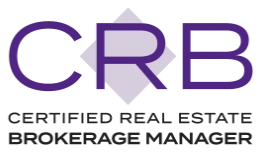 CRB
CERTIFIED REAL ESTATE
BROKERAGE MANAGER